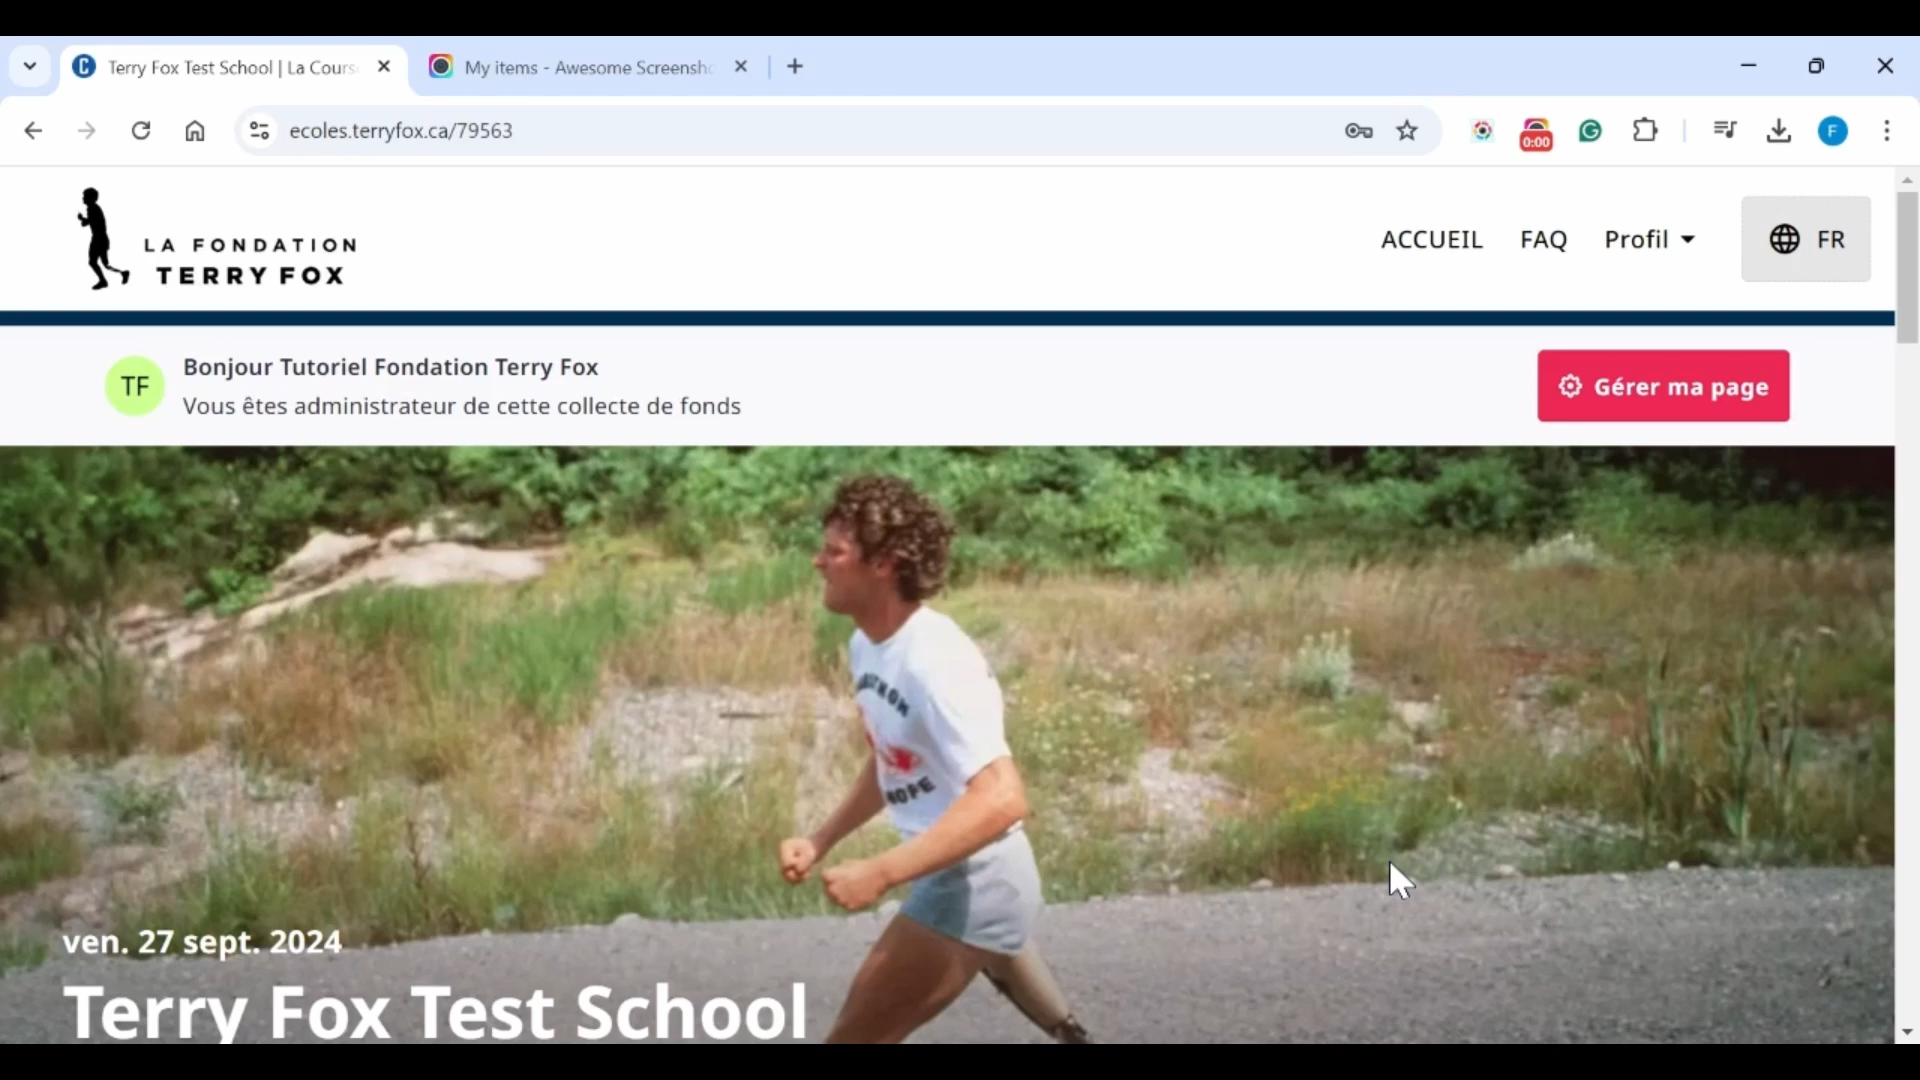 Terry Fox Test School | La Cours
My items - Awesome Screensho
ecoles.terryfox.ca/79563
0:00
F
LA FONDATION
TERRY FOX
ACCUEIL
FAQ
Profil
FR
TF
Bonjour Tutoriel Fondation Terry Fox
Vous êtes administrateur de cette collecte de fonds
Gérer ma page
HOPE
ven. 27 sept. 2024
Terry Fox Test School